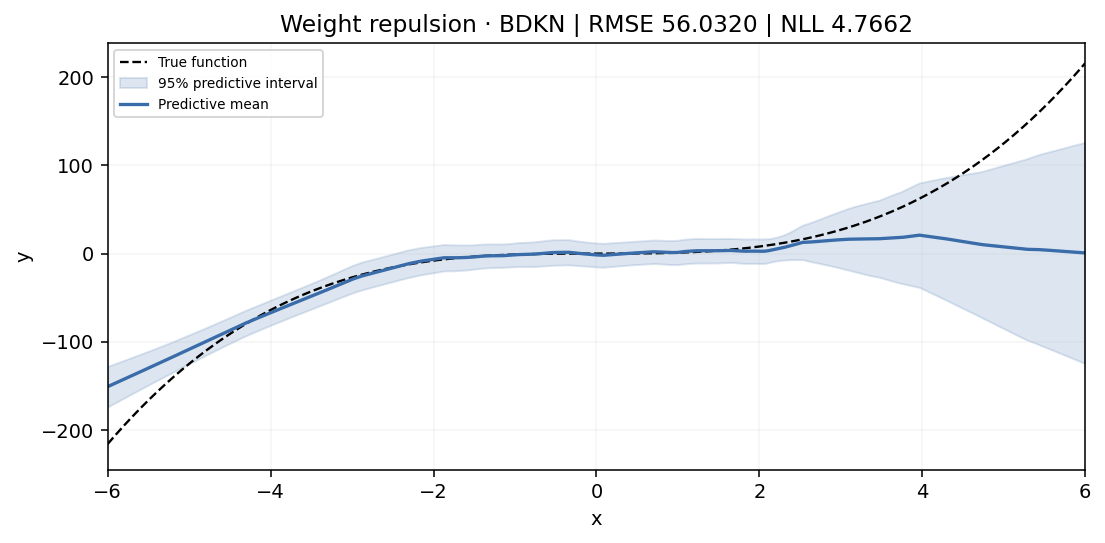 Weight repulsion · BDKN | RMSE 56.0320 | NLL 4.7662
True function
95% predictive interval
Predictive mean
200
100
0
−100
−200
y
−6 −4 −2 0 2 4 6
x